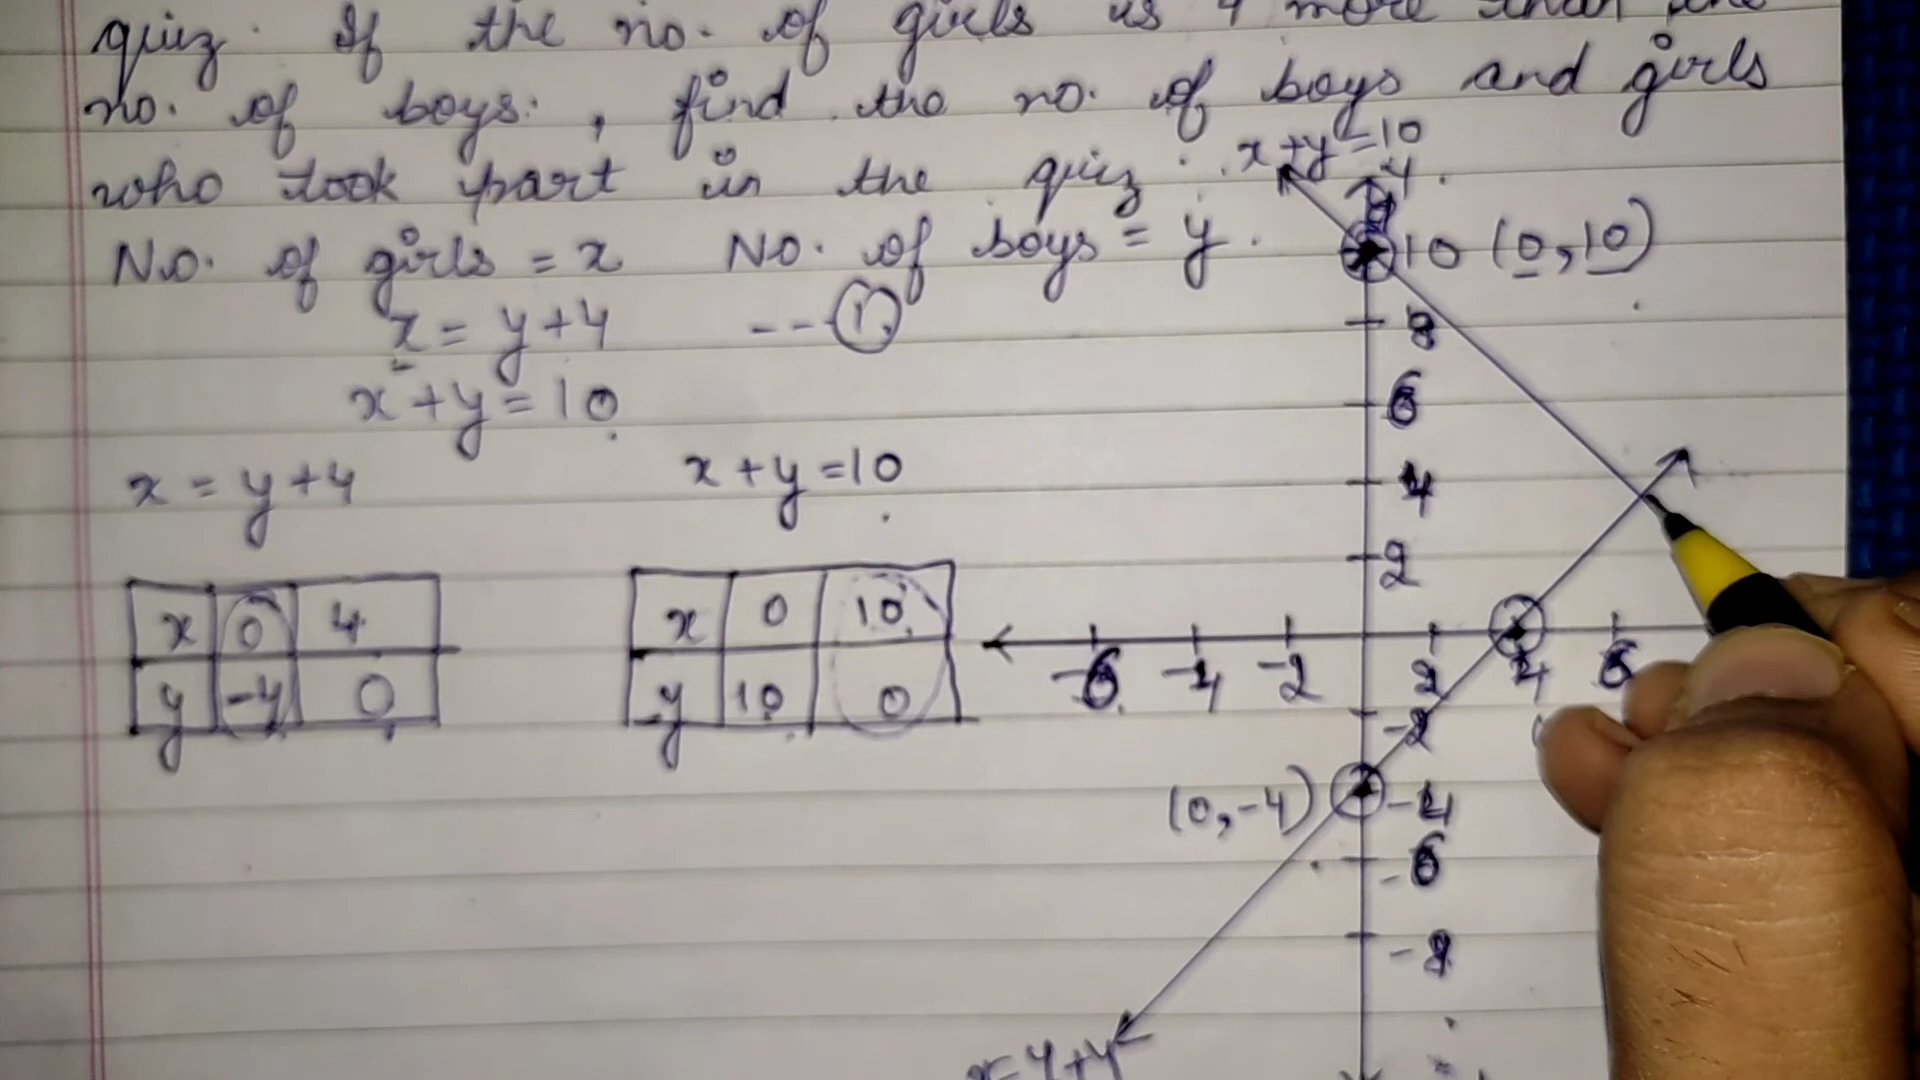 quiz. If the no. of girls is 4 more than the
no. of boys., find the no. of boys and girls
who took part in the quiz.
No. of girls = x No. of boys = y.
x = y+4 ---①
x+y=10
x = y+4 x+y=10
x 0 4
y -4 0
x 0 10
y 10 0
x+y=10
y
10 (0,10)
8
6
4
2
-6 -4 -2 2 4 6
-2
(0,-4) -4
-6
-8
x=y+4